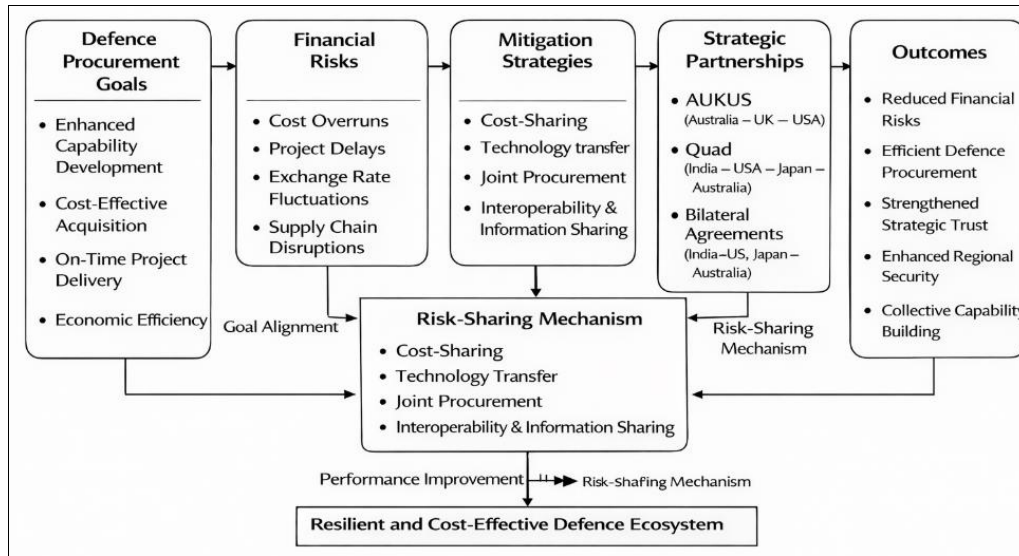 Defence
Procurement
Goals
• Enhanced
Capability
Development
• Cost-Effective
Acquisition
• On-Time Project
Delivery
• Economic Efficiency
Financial
Risks
• Cost Overruns
• Project Delays
• Exchange Rate
Fluctuations
• Supply Chain
Disruptions
Mitigation
Strategies
• Cost-Sharing
• Technology transfer
• Joint Procurement
• Interoperability &
Information Sharing
Strategic
Partnerships
• AUKUS
(Australia – UK – USA)
• Quad
(India – USA – Japan –
Australia)
• Bilateral
Agreements
(India–US, Japan –
Australia)
Outcomes
• Reduced Financial
Risks
• Efficient Defence
Procurement
• Strengthened
Strategic Trust
• Enhanced Regional
Security
• Collective Capability
Building
Goal Alignment
Risk-Sharing
Mechanism
Risk-Sharing Mechanism
• Cost-Sharing
• Technology Transfer
• Joint Procurement
• Interoperability & Information Sharing
Performance Improvement
Risk-Shafing Mechanism
Resilient and Cost-Effective Defence Ecosystem